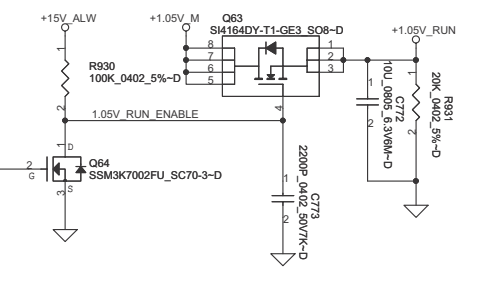 +15V_ALW
+1.05V_M
Q63
SI4164DY-T1-GE3_SO8~D
+1.05V_RUN
8
7
6
5
1
2
3
4
1
R930
100K_0402_5%~D
2
1.05V_RUN_ENABLE
1
10U_0805_6.3V6M~D
C772
2
1
20K_0402_5%~D
R931
2
1
D
2
G
Q64
SSM3K7002FU_SC70-3~D
3
S
1
2200P_0402_50V7K~D
C773
2